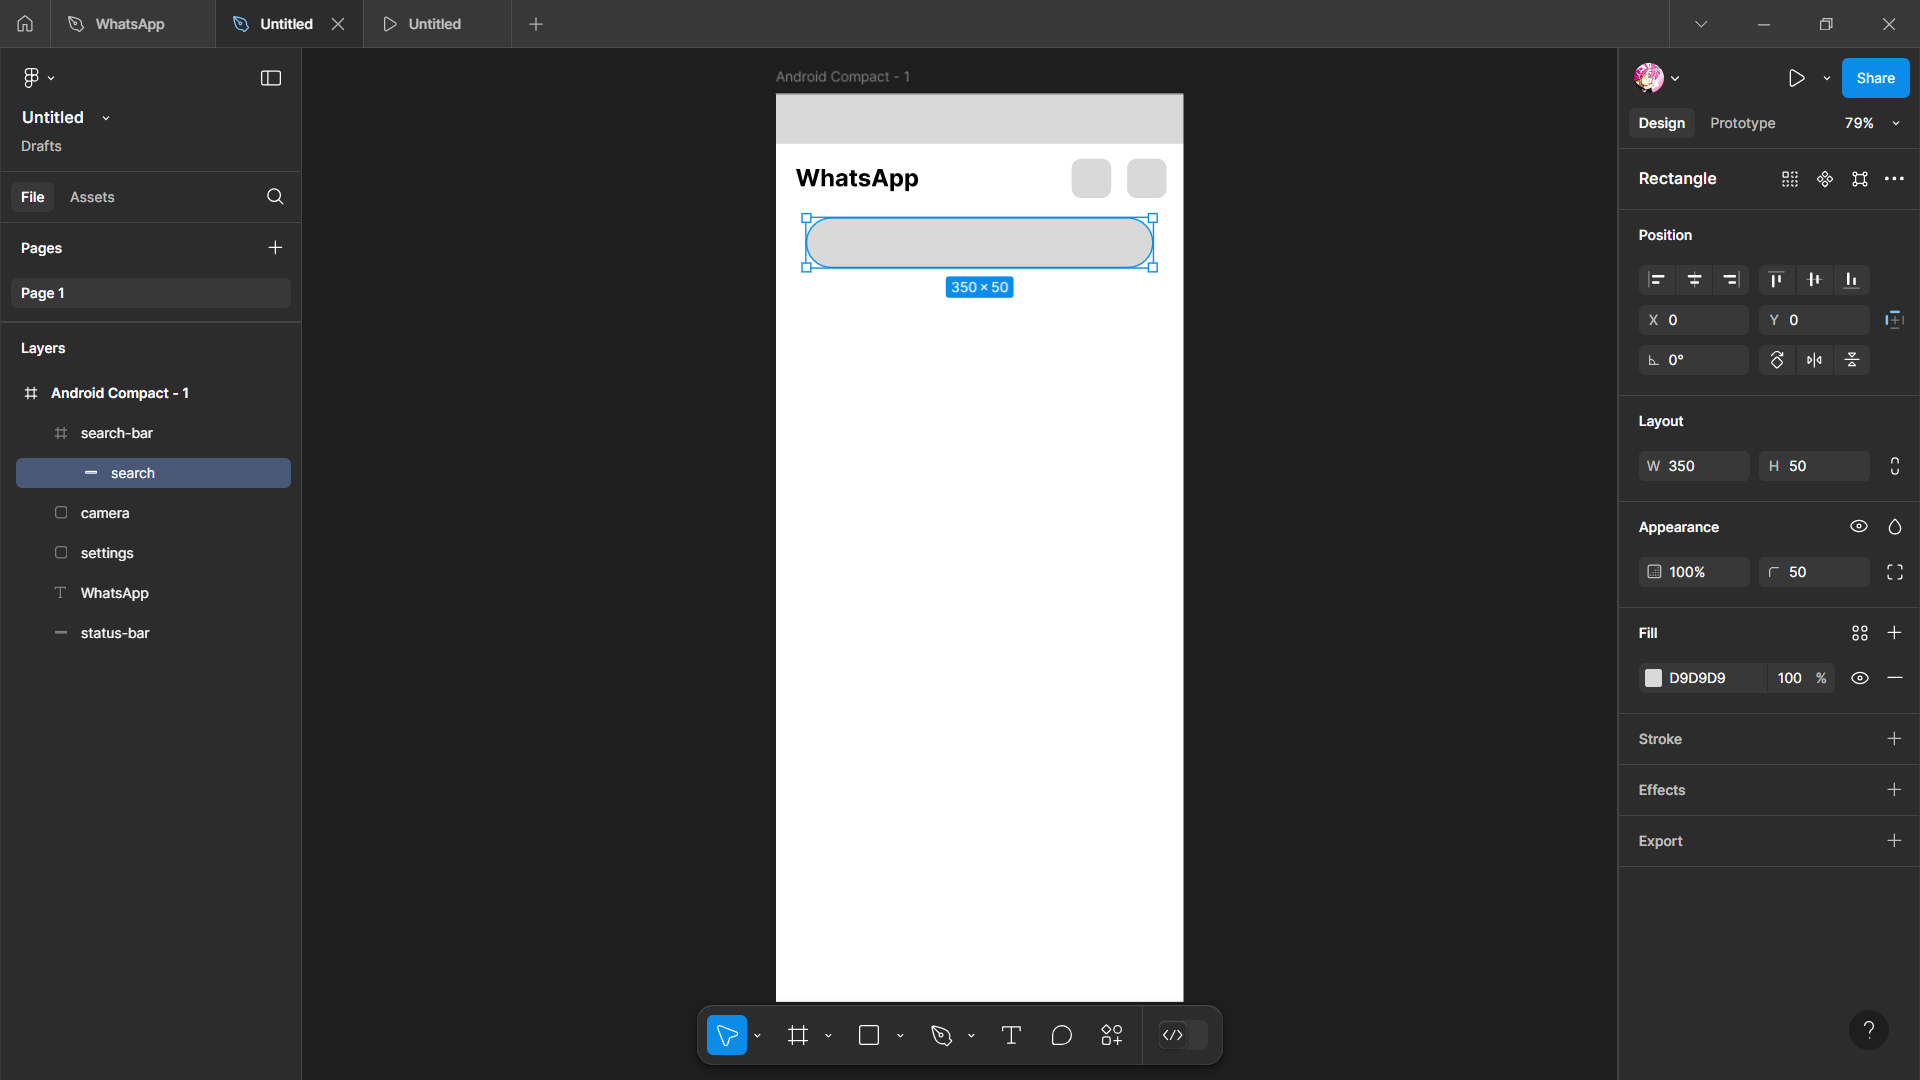 WhatsApp
Untitled
Untitled
Untitled
Drafts
File
Assets
Pages
Page 1
Layers
Android Compact - 1
search-bar
search
camera
settings
WhatsApp
status-bar
Android Compact - 1
WhatsApp
350 × 50
Share
Design
Prototype
79%
Rectangle
Position
X 0
Y 0
0°
Layout
W 350
H 50
Appearance
100%
50
Fill
D9D9D9
100 %
Stroke
Effects
Export
?